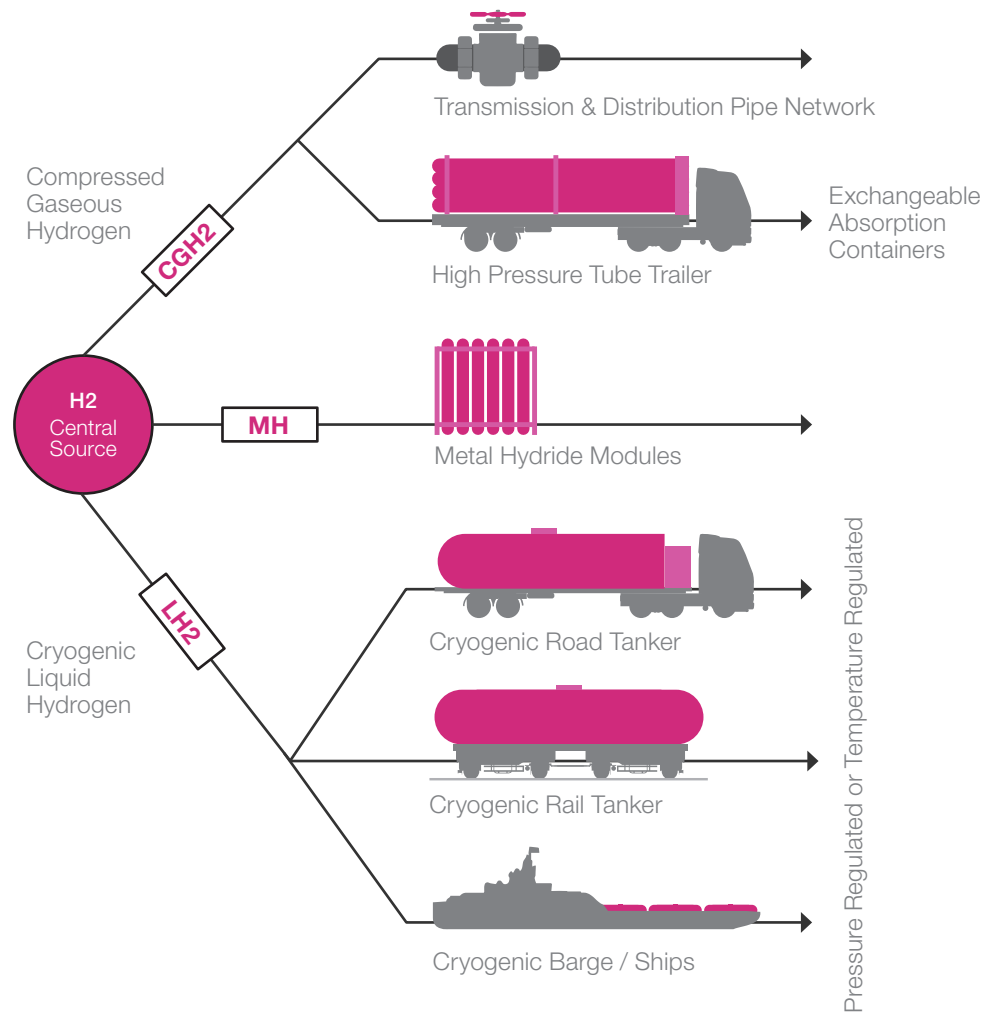 Transmission & Distribution Pipe Network
Compressed
Gaseous
Hydrogen
CGH2
High Pressure Tube Trailer
Exchangeable
Absorption
Containers
H2
Central
Source
MH
Metal Hydride Modules
LH2
Cryogenic
Liquid
Hydrogen
Cryogenic Road Tanker
Cryogenic Rail Tanker
Cryogenic Barge / Ships
Pressure Regulated or Temperature Regulated